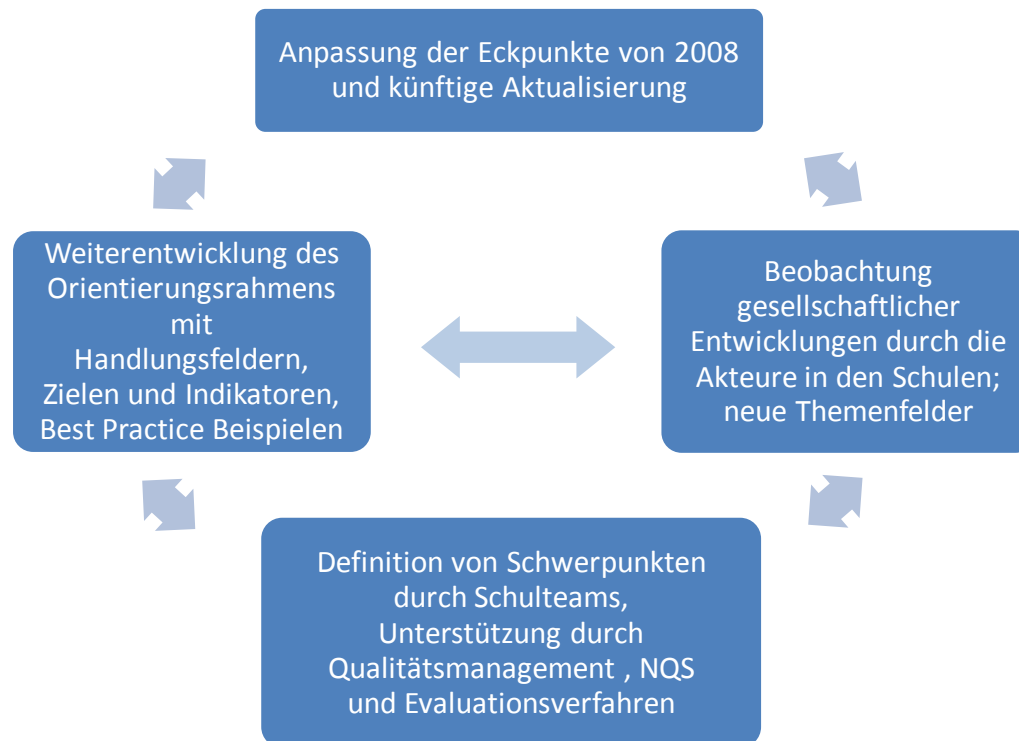 Anpassung der Eckpunkte von 2008
und künftige Aktualisierung
Weiterentwicklung des
Orientierungsrahmens
mit
Handlungsfeldern,
Zielen und Indikatoren,
Best Practice Beispielen
Beobachtung
gesellschaftlicher
Entwicklungen durch die
Akteure in den Schulen;
neue Themenfelder
Definition von Schwerpunkten
durch Schulteams,
Unterstützung durch
Qualitätsmanagement , NQS
und Evaluationsverfahren